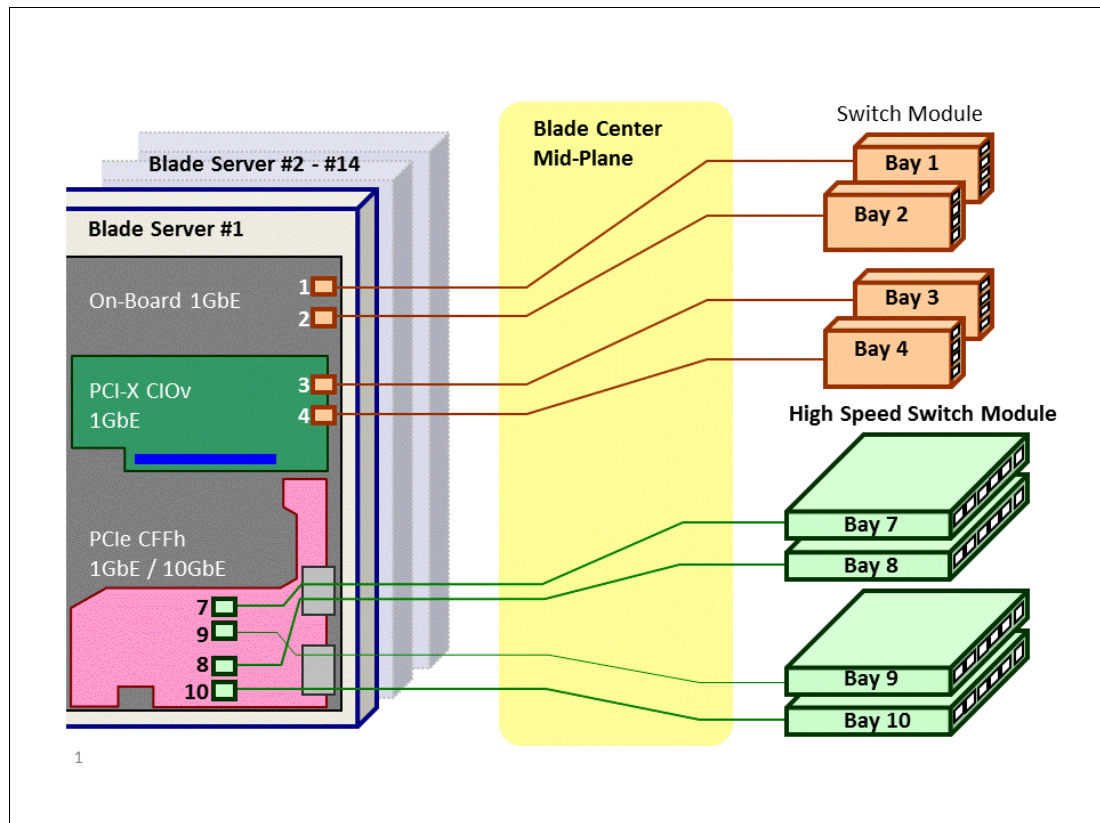 Switch Module
Blade Center
Mid-Plane
Bay 1
Blade Server #2 - #14
Bay 2
Blade Server #1
On-Board 1GbE
1
2
Bay 3
Bay 4
PCI-X CIOv
1GbE
3
4
High Speed Switch Module
PCIe CFFh
1GbE / 10GbE
Bay 7
Bay 8
7
9
8
10
Bay 9
Bay 10
1